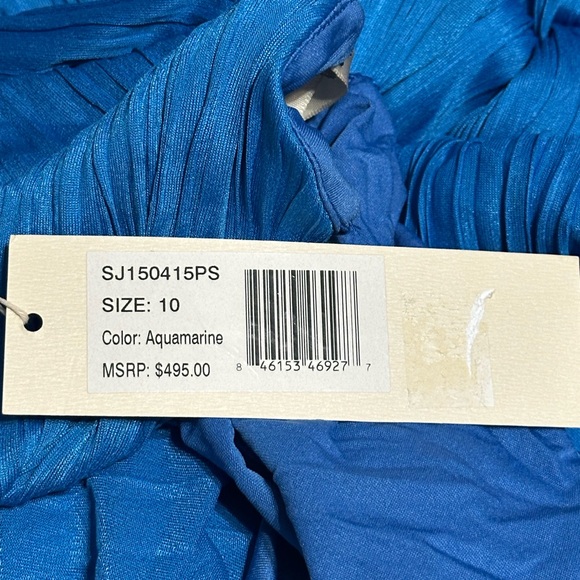 SJ150415PS
SIZE: 10
Color: Aquamarine
MSRP: $495.00
8 46153 46927 7